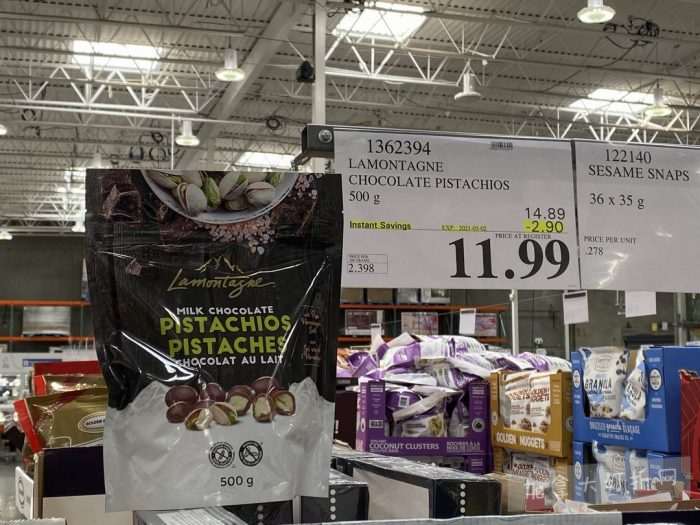 1362394
LAMONTAGNE
CHOCOLATE PISTACHIOS
500 g
14.89
Instant Savings
-2.90
PRICE AT REGISTER
2.398
11.99
122140
SESAME SNAPS
36 x 35 g
PRICE PER UNIT
.278
Lamontagne
MILK CHOCOLATE
PISTACHIOS
PISTACHES
CHOCOLAT AU LAIT
500 g
COCONUT CLUSTERS
GOLDEN NUGGETS
GRANOLA